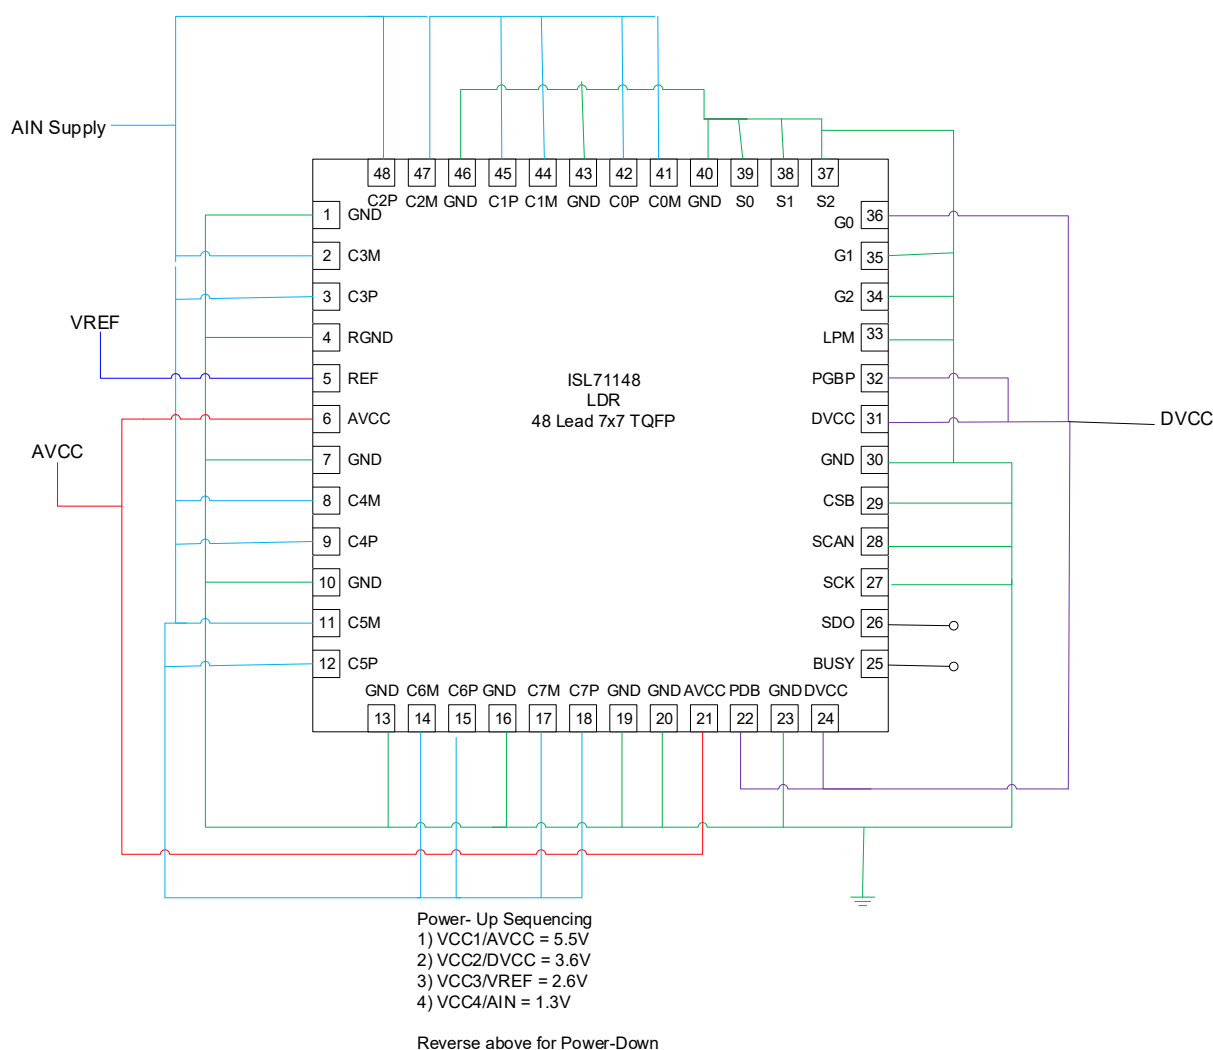 AIN Supply
48 47 46 45 44 43 42 41 40 39 38 37
C2P C2M GND C1P C1M GND C0P C0M GND S0 S1 S2
1 GND
2 C3M
3 C3P
4 RGND
5 REF
6 AVCC
7 GND
8 C4M
9 C4P
10 GND
11 C5M
12 C5P
VREF
AVCC
ISL71148
LDR
48 Lead 7x7 TQFP
G0 36
G1 35
G2 34
LPM 33
PGBP 32
DVCC 31
GND 30
CSB 29
SCAN 28
SCK 27
SDO 26
BUSY 25
DVCC
GND C6M C6P GND C7M C7P GND GND AVCC PDB GND DVCC
13 14 15 16 17 18 19 20 21 22 23 24
Power- Up Sequencing
1) VCC1/AVCC = 5.5V
2) VCC2/DVCC = 3.6V
3) VCC3/VREF = 2.6V
4) VCC4/AIN = 1.3V
Reverse above for Power-Down